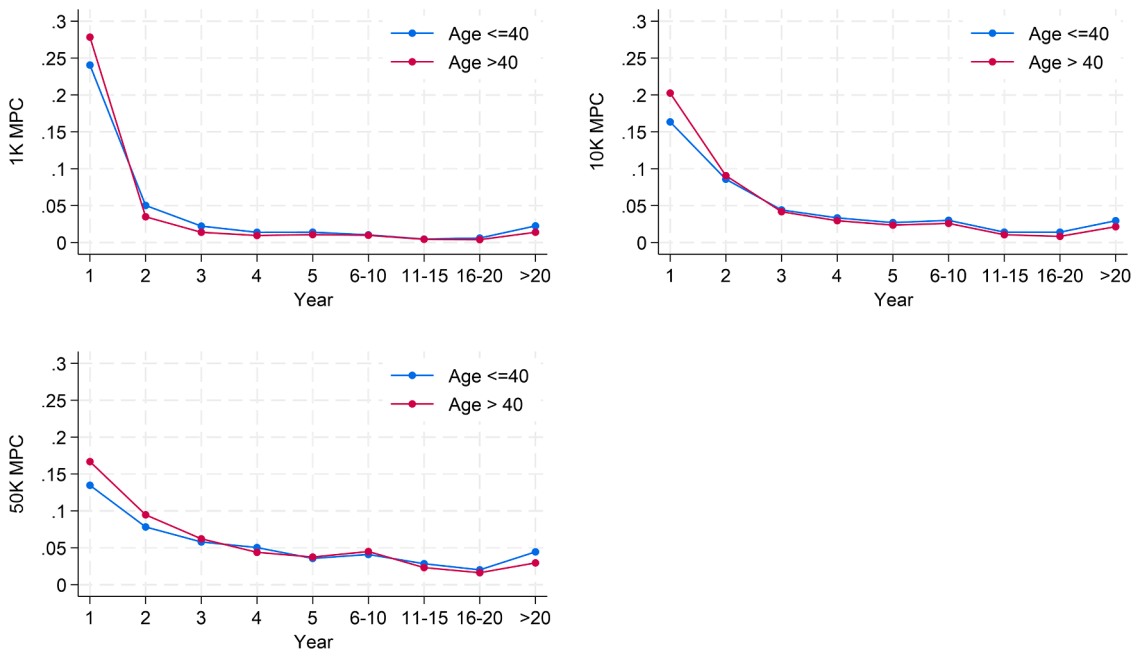 1K MPC
.3
.25
.2
.15
.1
.05
0
1 2 3 4 5 6-10 11-15 16-20 >20
Year
Age <=40
Age >40
10K MPC
.3
.25
.2
.15
.1
.05
0
1 2 3 4 5 6-10 11-15 16-20 >20
Year
Age <=40
Age > 40
50K MPC
.3
.25
.2
.15
.1
.05
0
1 2 3 4 5 6-10 11-15 16-20 >20
Year
Age <=40
Age > 40